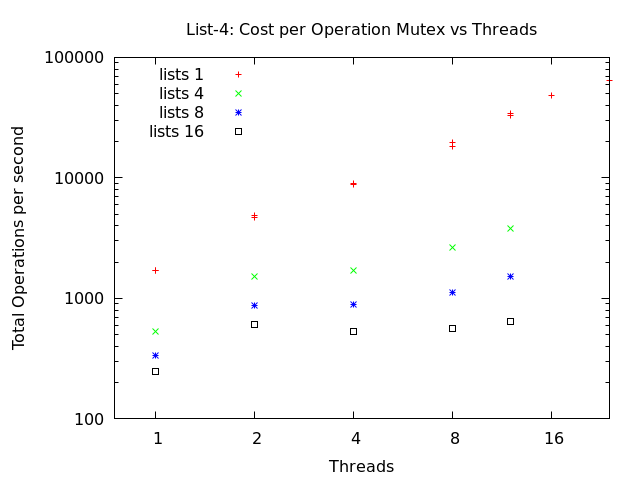 List-4: Cost per Operation Mutex vs Threads
100000
10000
1000
100
Total Operations per second
lists 1
lists 4
lists 8
lists 16
1 2 4 8 16
Threads